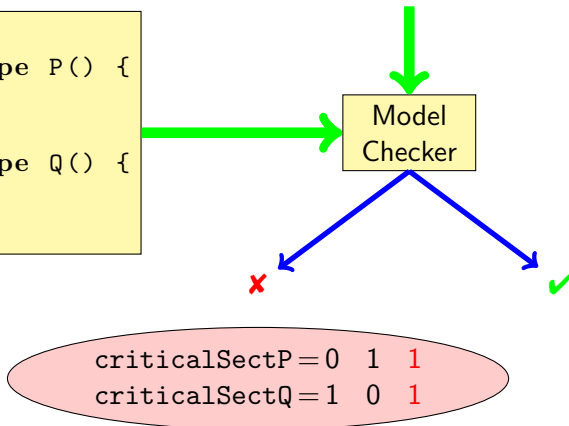 pe P() {
Model
Checker
pe Q() {
✘ ✔
criticalSectP=0 1 1
criticalSectQ=1 0 1